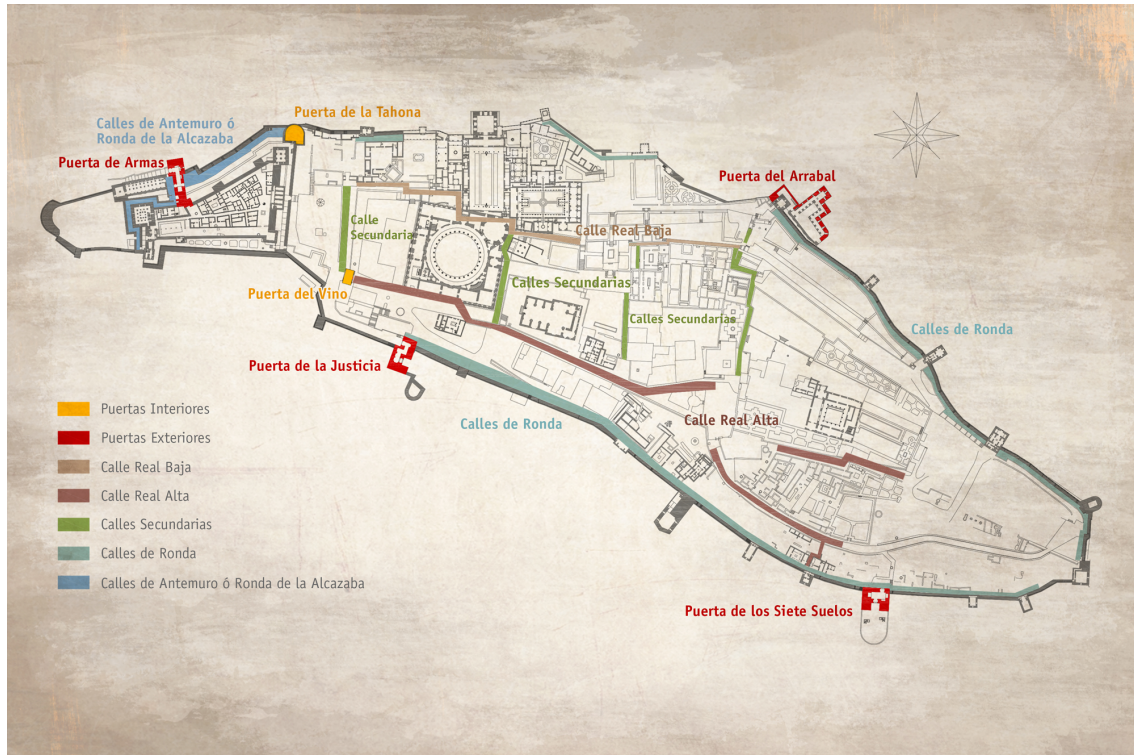 Puerta de la Tahona
Calles de Antemuro ó
Ronda de la Alcazaba
Puerta de Armas
Puerta del Arrabal
Calle
Secundaria
Calle Real Baja
Calles Secundarias
Puerta del Vino
Calles Secundarias
Calles de Ronda
Puerta de la Justicia
Calles de Ronda
Calle Real Alta
Puertas Interiores
Puertas Exteriores
Calle Real Baja
Calle Real Alta
Calles Secundarias
Calles de Ronda
Calles de Antemuro ó Ronda de la Alcazaba
Puerta de los Siete Suelos